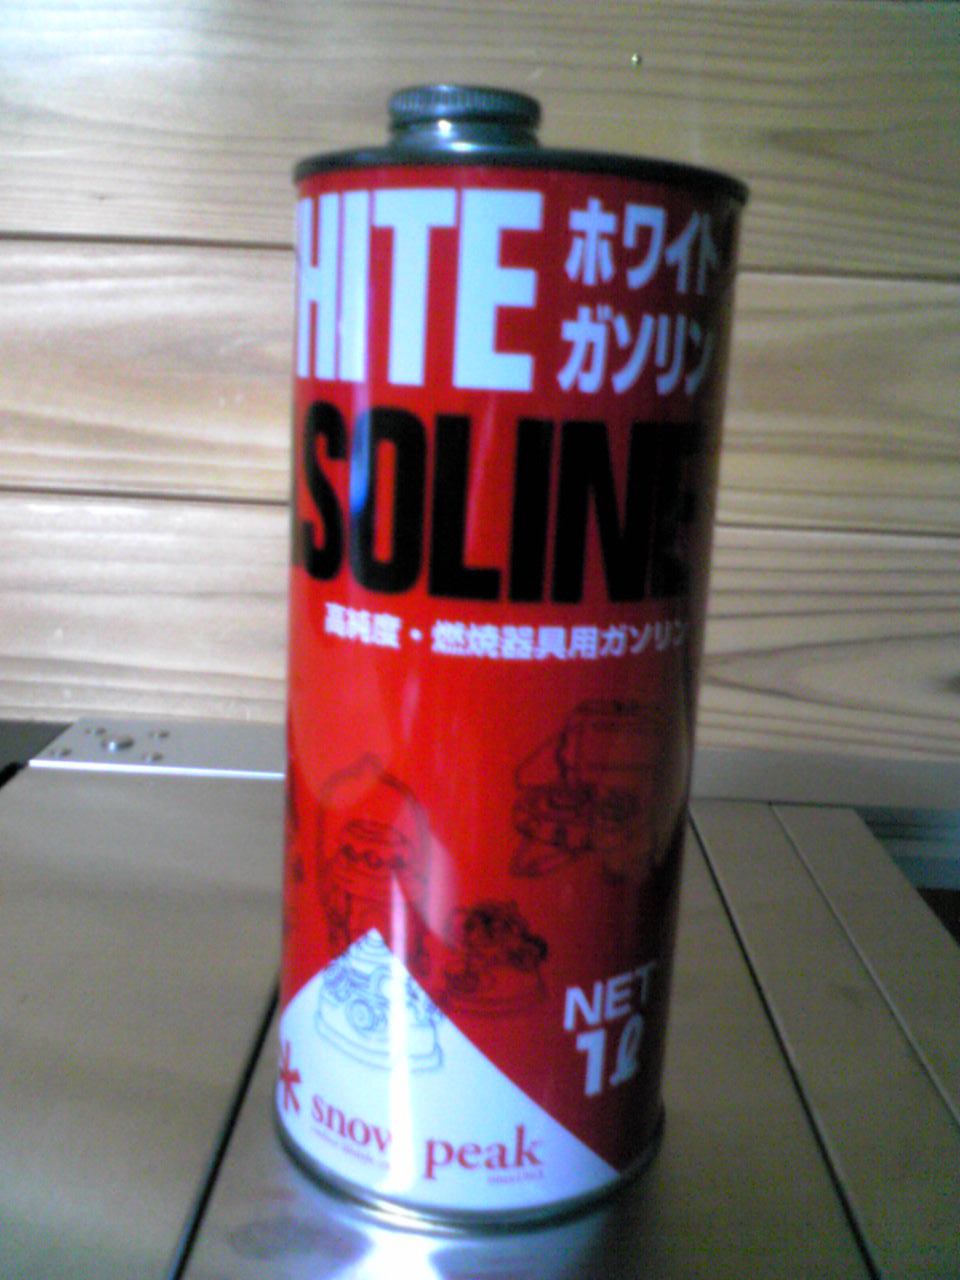 HITE
ホワイト
ガソリン
SOLINE
高純度・燃焼器具用ガソリン
NET
1ℓ
snow peak